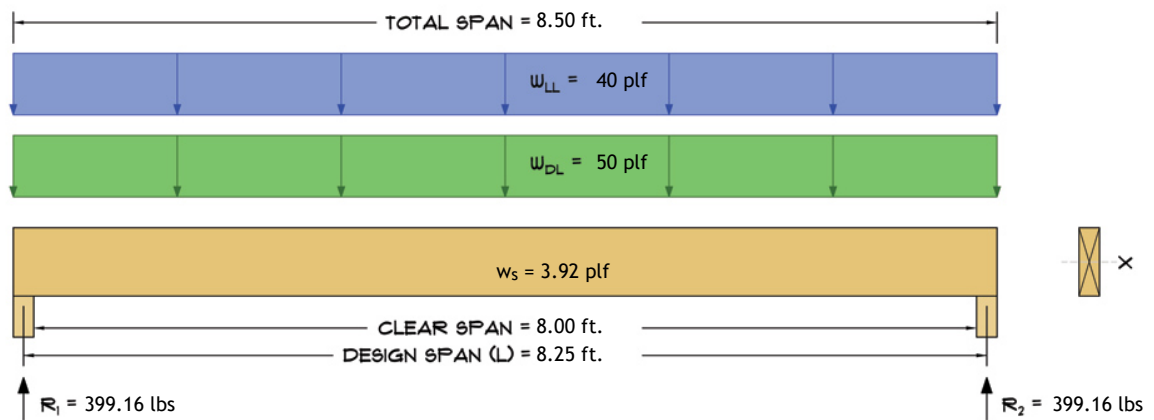 TOTAL SPAN = 8.50 ft.
WLL = 40 plf
WDL = 50 plf
ws = 3.92 plf
X
CLEAR SPAN = 8.00 ft.
DESIGN SPAN (L) = 8.25 ft.
R1 = 399.16 lbs
R2 = 399.16 lbs